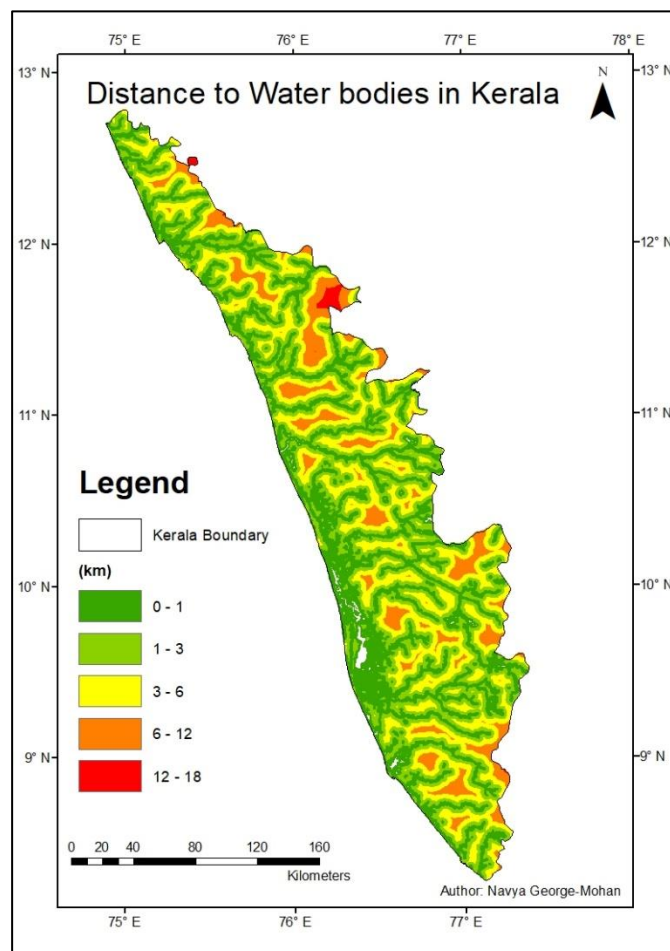 75° E 76° E 77° E 78° E
13° N 13° N
N
Distance to Water bodies in Kerala
12° N 12° N
11° N 11° N
Legend
Kerala Boundary
(km)
10° N 10° N
0 - 1
1 - 3
3 - 6
6 - 12
9° N 9° N
12 - 18
0 10 20 40 80 120 160
Kilometers
Author: Navya George-Mohan
75° E 76° E 77° E